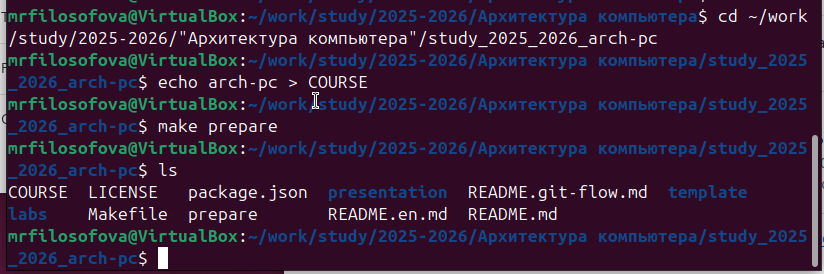 mrfilosofova@VirtualBox:~/work/study/2025-2026/Архитектура компьютера$ cd ~/work
/study/2025-2026/"Архитектура компьютера"/study_2025_2026_arch-pc
mrfilosofova@VirtualBox:~/work/study/2025-2026/Архитектура компьютера/study_2025
_2026_arch-pc$ echo arch-pc > COURSE
mrfilosofova@VirtualBox:~/work/study/2025-2026/Архитектура компьютера/study_2025
_2026_arch-pc$ make prepare
mrfilosofova@VirtualBox:~/work/study/2025-2026/Архитектура компьютера/study_2025
_2026_arch-pc$ ls
COURSE  LICENSE   package.json  presentation  README.git-flow.md  template
labs    Makefile  prepare       README.en.md  README.md
mrfilosofova@VirtualBox:~/work/study/2025-2026/Архитектура компьютера/study_2025
_2026_arch-pc$